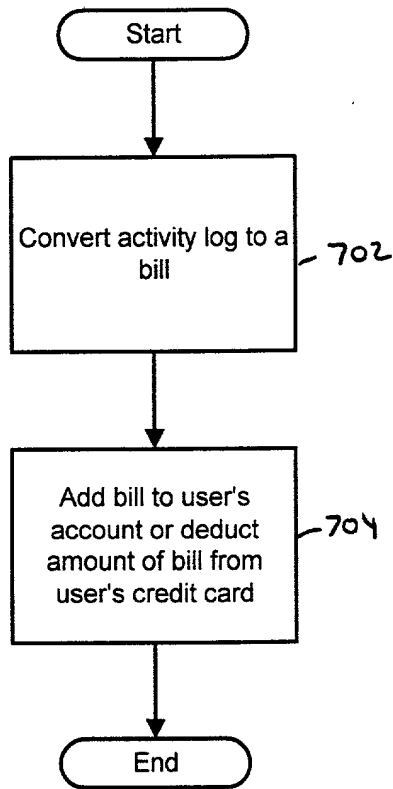 Start
Convert activity log to a
bill
702
Add bill to user's
account or deduct
amount of bill from
user's credit card
704
End